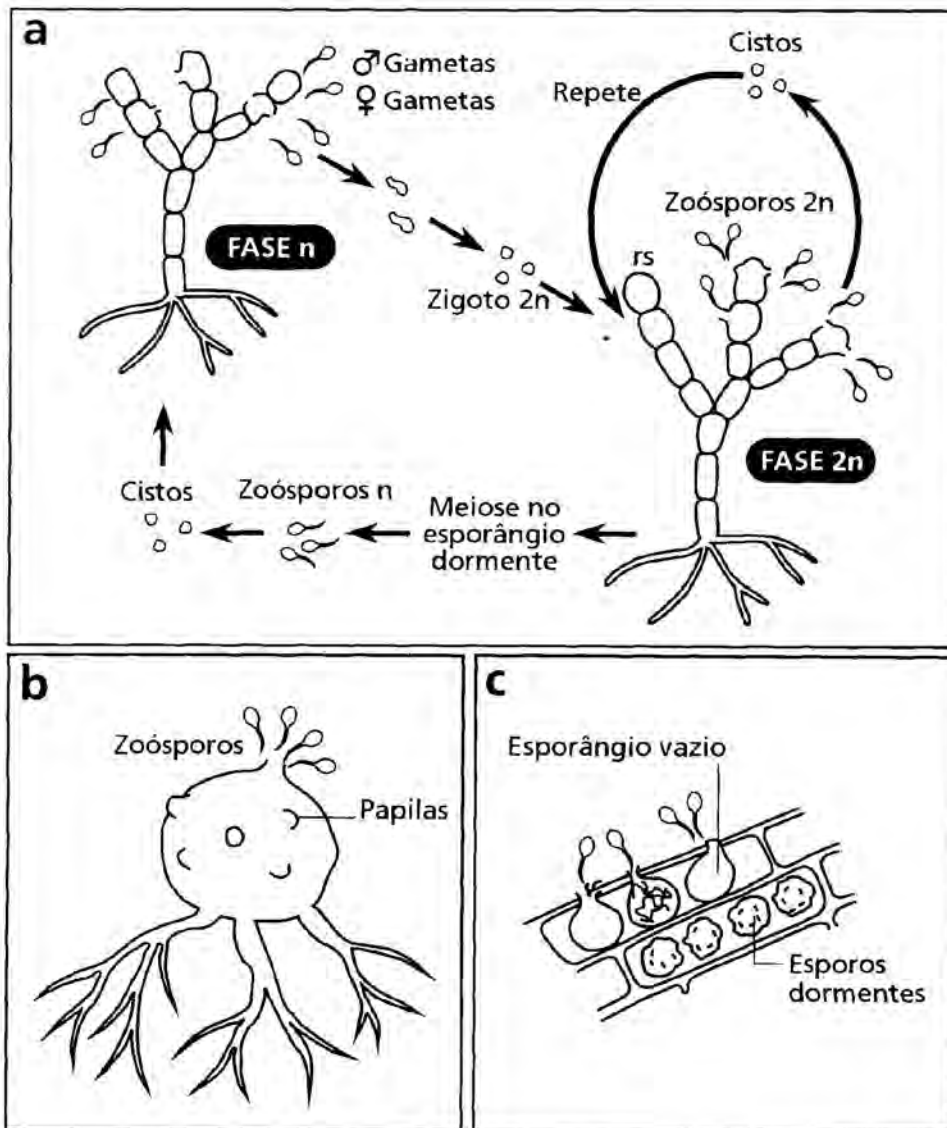 a
♂ Gametas
♀ Gametas
Cistos
Repete
FASE n
Zoósporos 2n
rs
Zigoto 2n
FASE 2n
Cistos
Zoósporos n
Meiose no
esporângio
dormente
b
Zoósporos
Papilas
c
Esporângio vazio
Esporos
dormentes